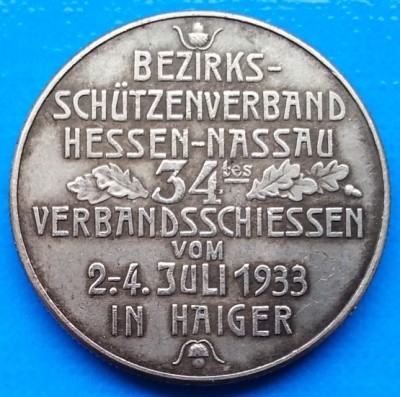 BEZIRKS-
SCHÜTZENVERBAND
HESSEN-NASSAU
34tes
VERBANDSSCHIESSEN
VOM
2.-4. JULI 1933
IN HAIGER